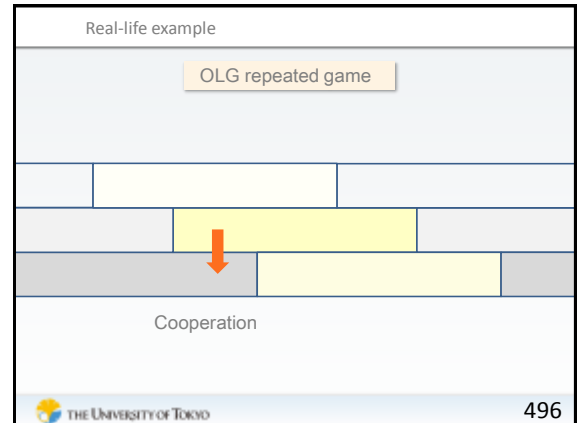 Real-life example
OLG repeated game
Cooperation
THE UNIVERSITY OF TOKYO
496